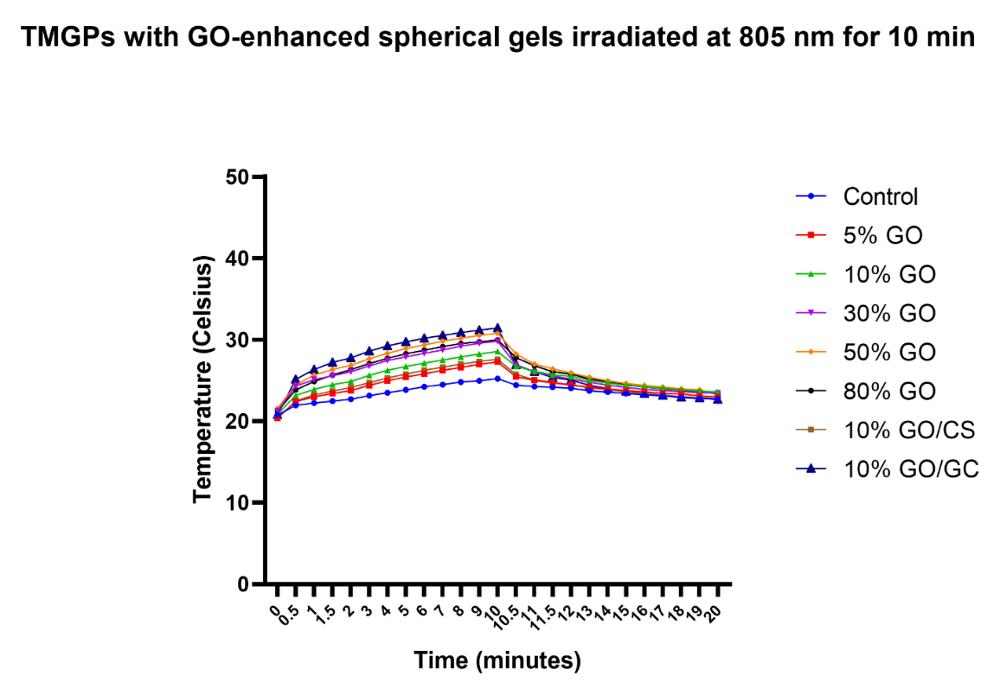 TMGPs with GO-enhanced spherical gels irradiated at 805 nm for 10 min
50
40
30
20
10
0
Temperature (Celsius)
0
0.5
1
1.5
2
3
4
5
6
7
8
9
10
10.5
11
11.5
12
13
14
15
16
17
18
19
20
Time (minutes)
Control
5% GO
10% GO
30% GO
50% GO
80% GO
10% GO/CS
10% GO/GC